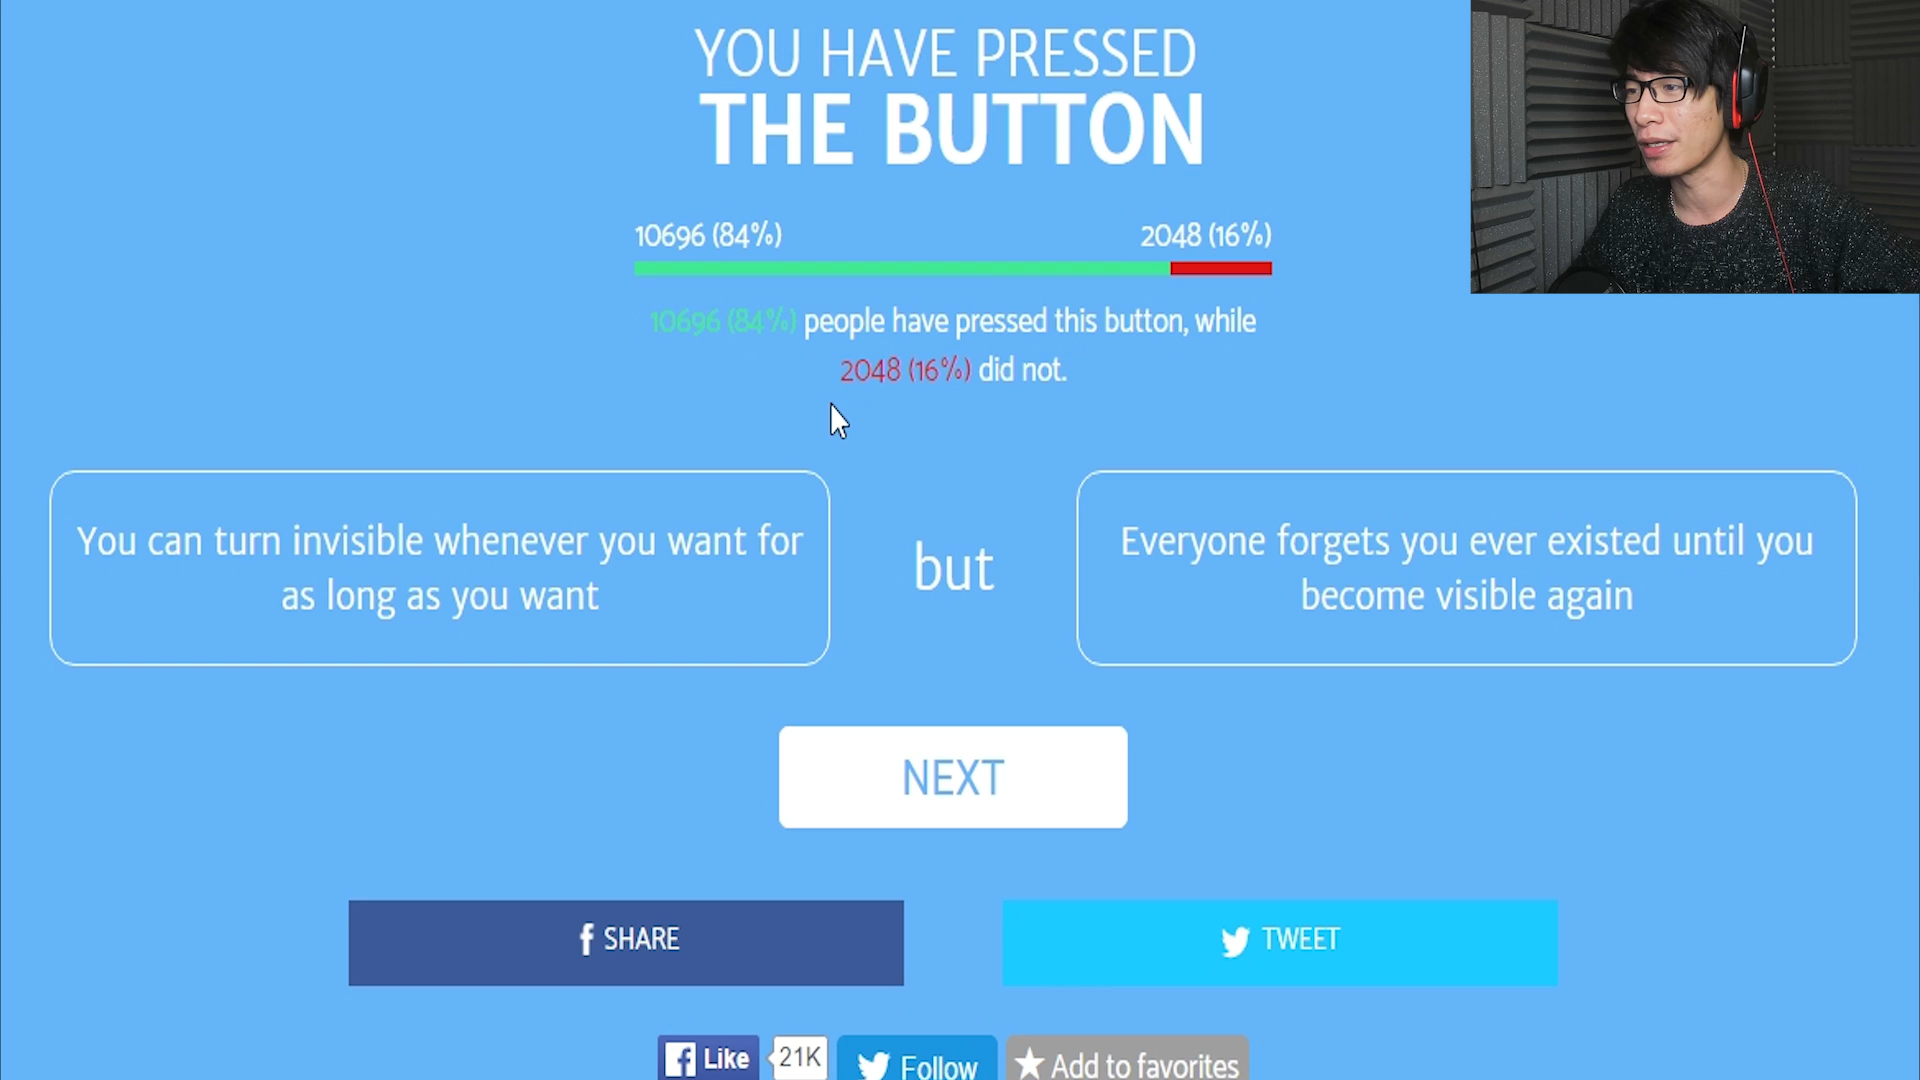 YOU HAVE PRESSED
THE BUTTON
10696 (84%) 2048 (16%)
10696 (84%) people have pressed this button, while
2048 (16%) did not.
You can turn invisible whenever you want for
as long as you want
but
Everyone forgets you ever existed until you
become visible again
NEXT
f SHARE
TWEET
f Like 21K Follow Add to favorites